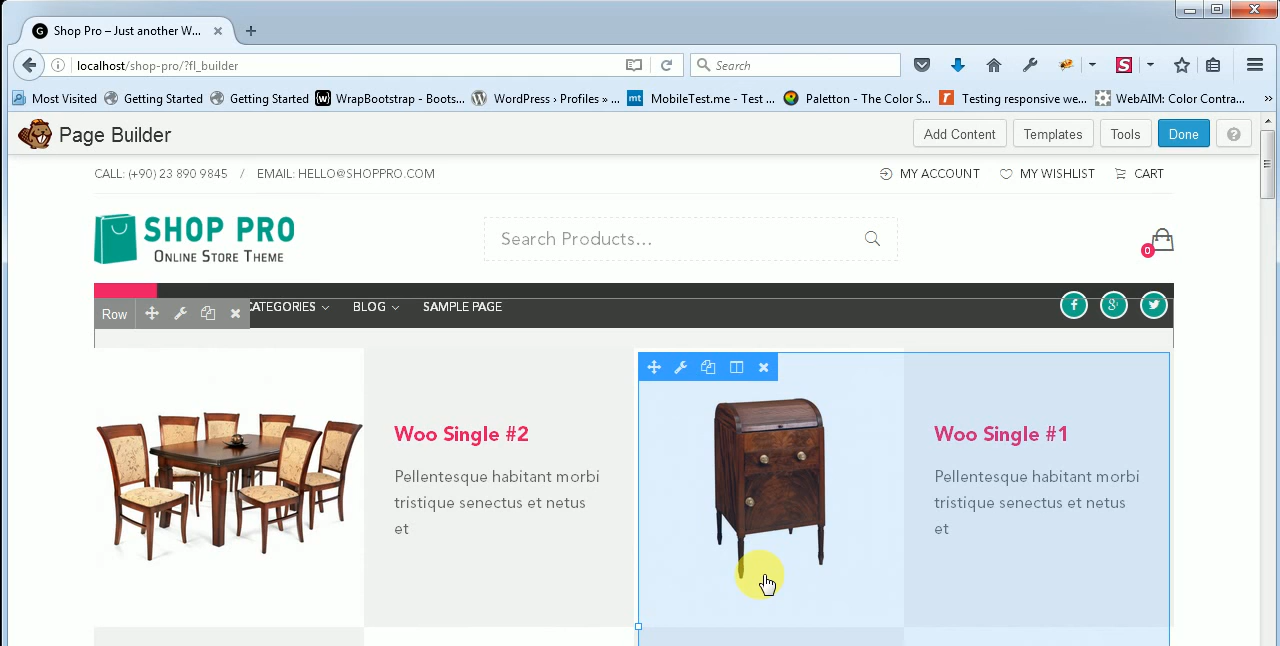 Shop Pro – Just another W...
localhost/shop-pro/?fl_builder
Search
Most Visited Getting Started Getting Started WrapBootstrap - Boots... WordPress › Profiles » ... mt MobileTest.me - Test ... Paletton - The Color S... Testing responsive we... WebAIM: Color Contra... »
Page Builder
Add Content Templates Tools Done ?
CALL: (+90) 23 890 9845 / EMAIL: HELLO@SHOPPRO.COM MY ACCOUNT MY WISHLIST CART
SHOP PRO
ONLINE STORE THEME
Search Products...
0
Row
CATEGORIES BLOG SAMPLE PAGE
Woo Single #2
Pellentesque habitant morbi
tristique senectus et netus
et
Woo Single #1
Pellentesque habitant morbi
tristique senectus et netus
et